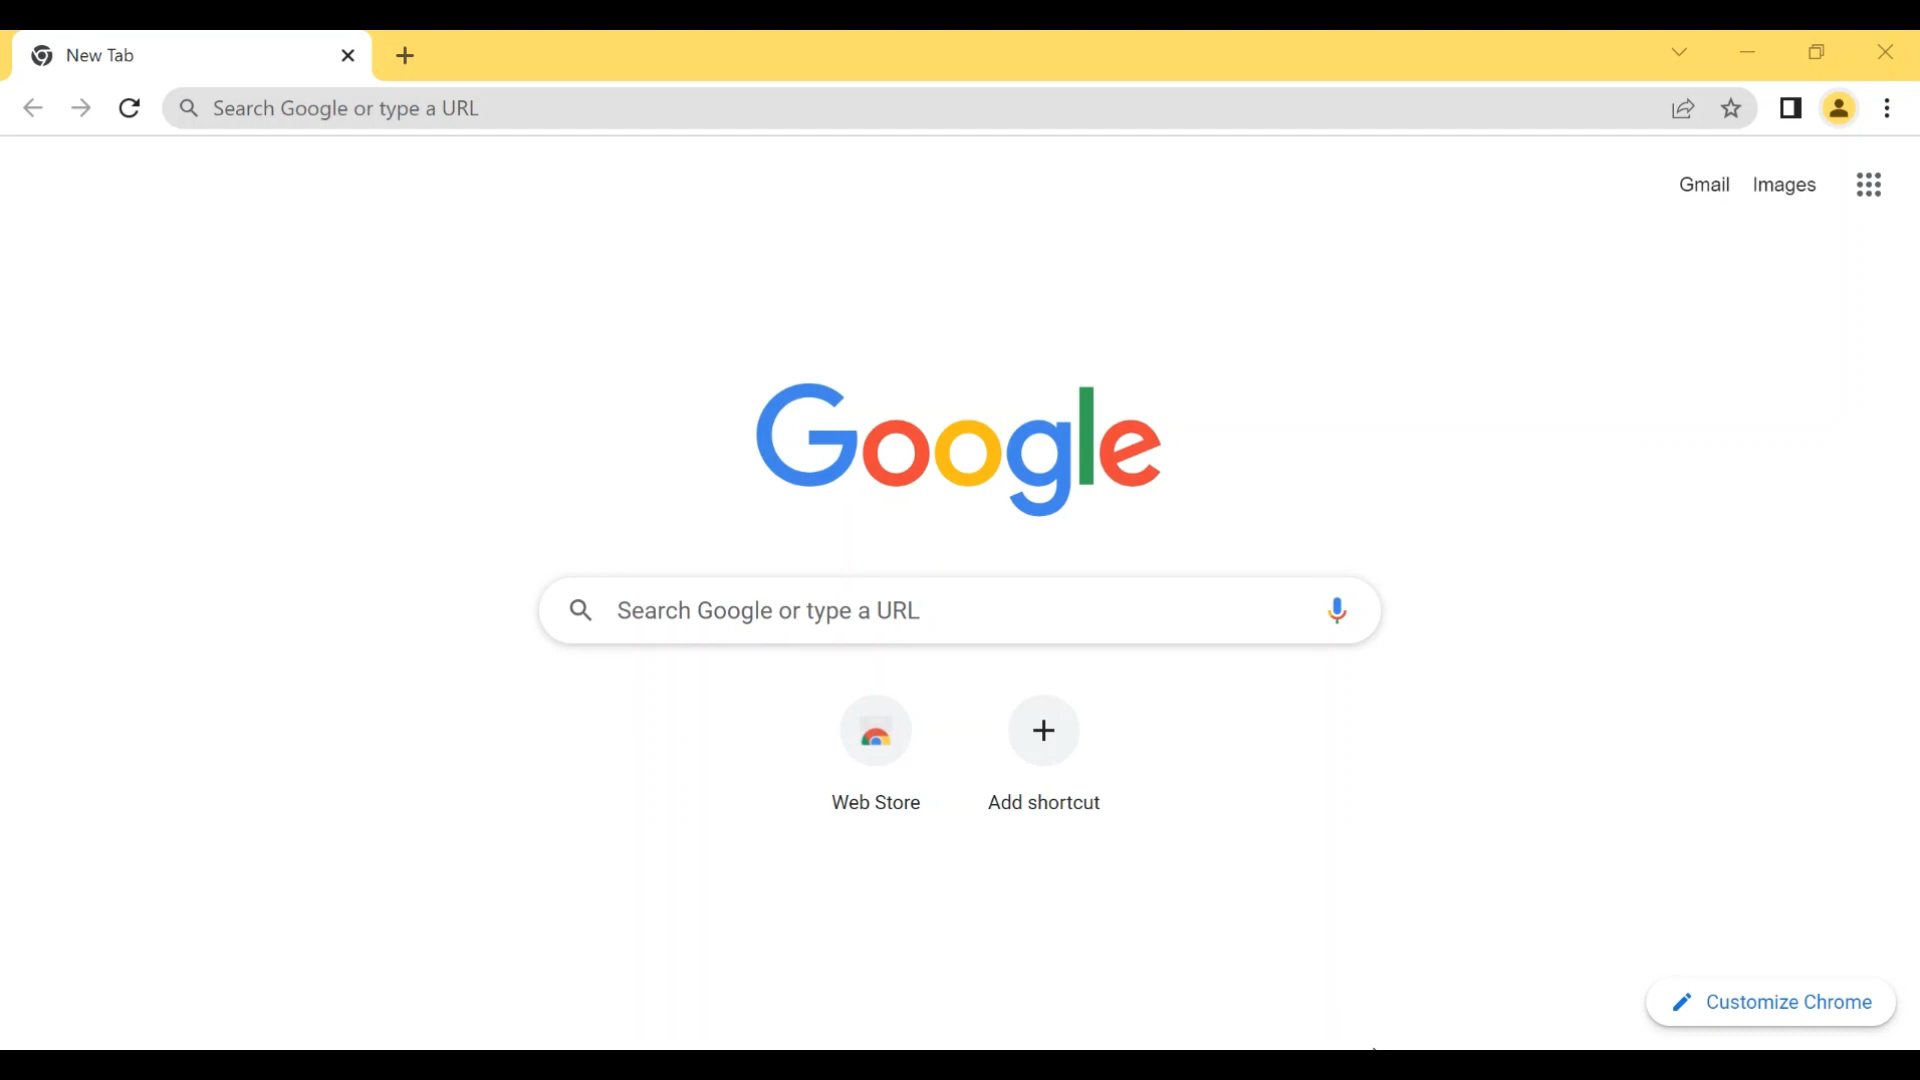 New Tab
Search Google or type a URL
Gmail Images
Google
Search Google or type a URL
Web Store Add shortcut
Customize Chrome